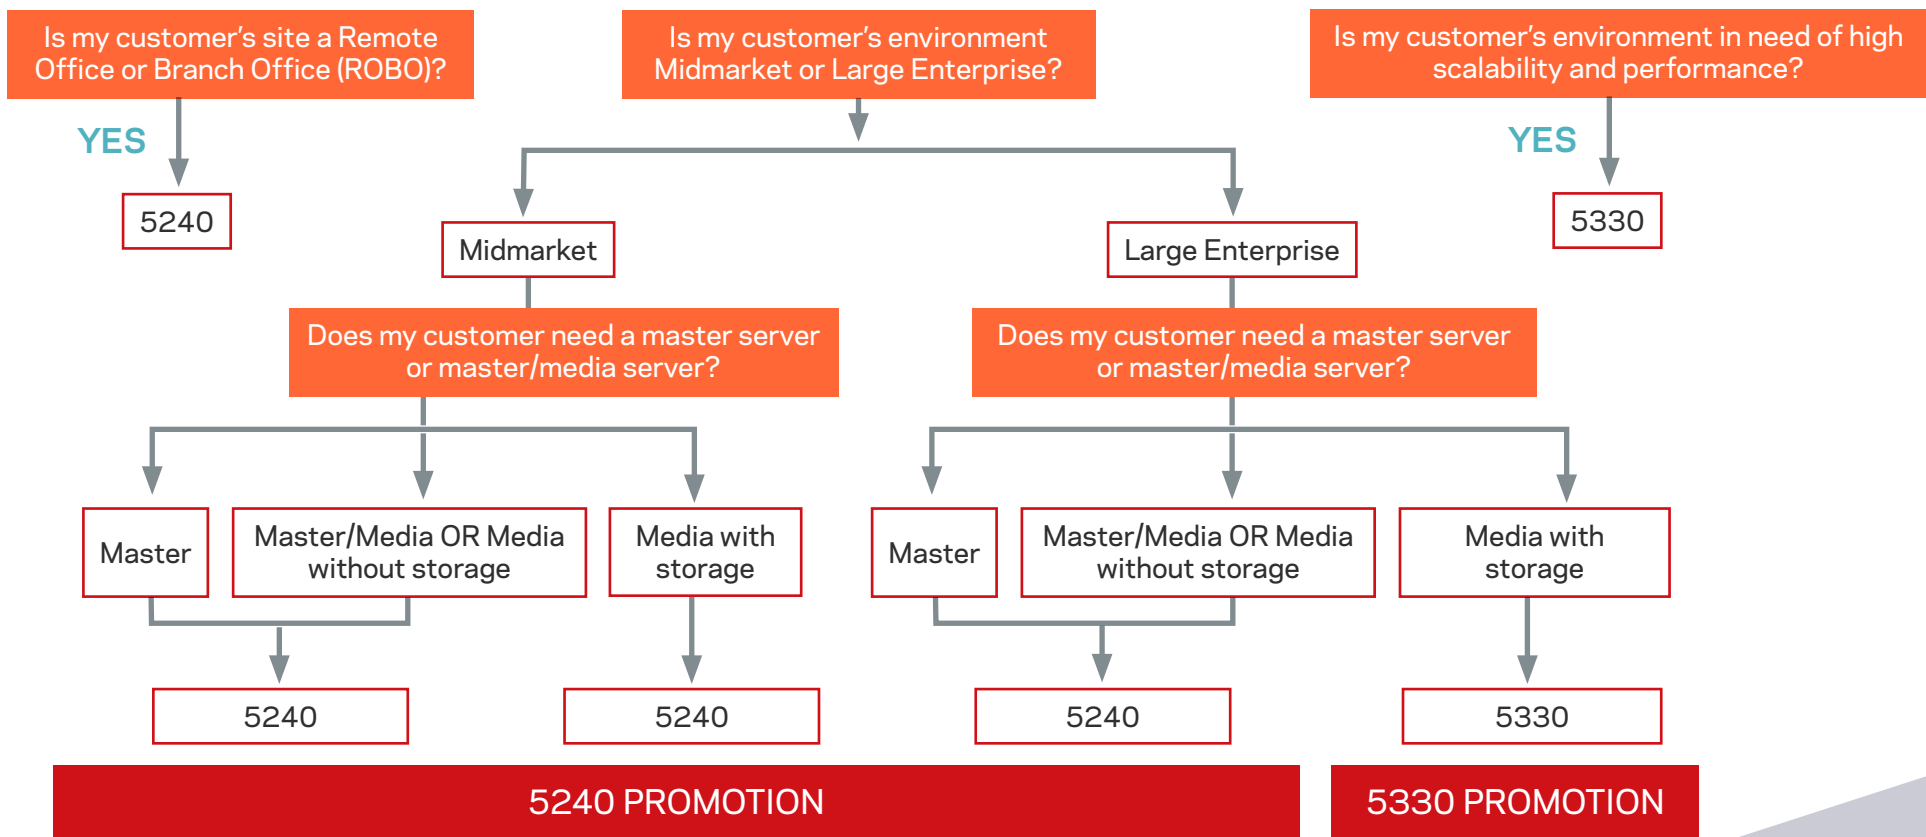 Is my customer’s site a Remote
Office or Branch Office (ROBO)?
YES
5240
Is my customer’s environment
Midmarket or Large Enterprise?
Is my customer’s environment in need of high
scalability and performance?
YES
5330
Midmarket
Large Enterprise
Does my customer need a master server
or master/media server?
Does my customer need a master server
or master/media server?
Master
Master/Media OR Media
without storage
Media with
storage
Master
Master/Media OR Media
without storage
Media with
storage
5240
5240
5240
5330
5240 PROMOTION
5330 PROMOTION